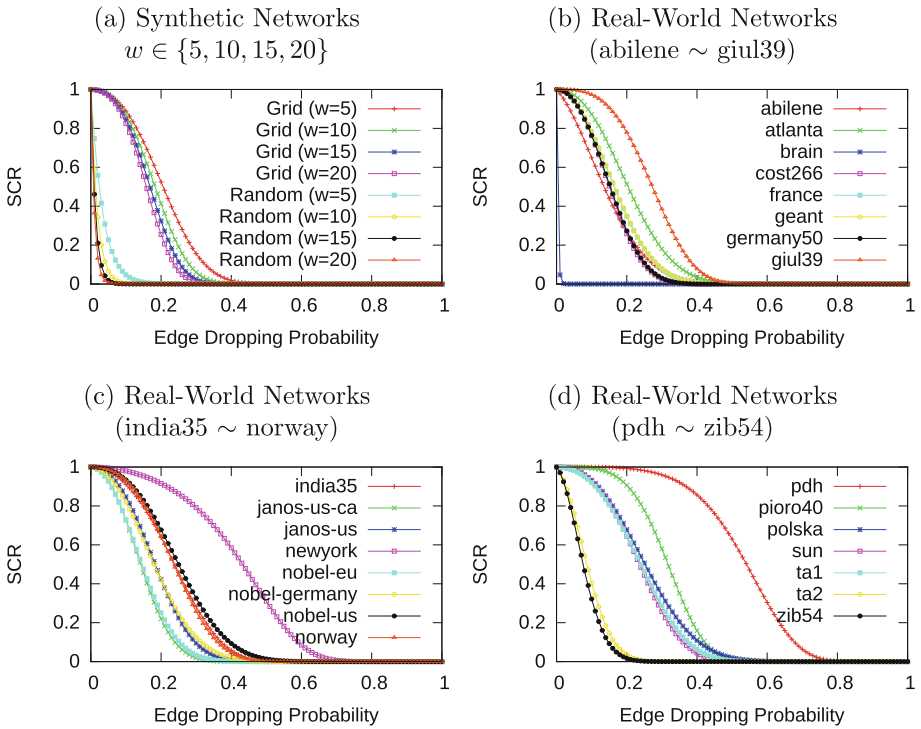 (a) Synthetic Networks
w ∈ {5, 10, 15, 20}
1
0.8
0.6
0.4
0.2
0
SCR
Grid (w=5)
Grid (w=10)
Grid (w=15)
Grid (w=20)
Random (w=5)
Random (w=10)
Random (w=15)
Random (w=20)
0 0.2 0.4 0.6 0.8 1
Edge Dropping Probability
(b) Real-World Networks
(abilene ∼ giul39)
1
0.8
0.6
0.4
0.2
0
SCR
abilene
atlanta
brain
cost266
france
geant
germany50
giul39
0 0.2 0.4 0.6 0.8 1
Edge Dropping Probability
(c) Real-World Networks
(india35 ∼ norway)
1
0.8
0.6
0.4
0.2
0
SCR
india35
janos-us-ca
janos-us
newyork
nobel-eu
nobel-germany
nobel-us
norway
0 0.2 0.4 0.6 0.8 1
Edge Dropping Probability
(d) Real-World Networks
(pdh ∼ zib54)
1
0.8
0.6
0.4
0.2
0
SCR
pdh
pioro40
polska
sun
ta1
ta2
zib54
0 0.2 0.4 0.6 0.8 1
Edge Dropping Probability